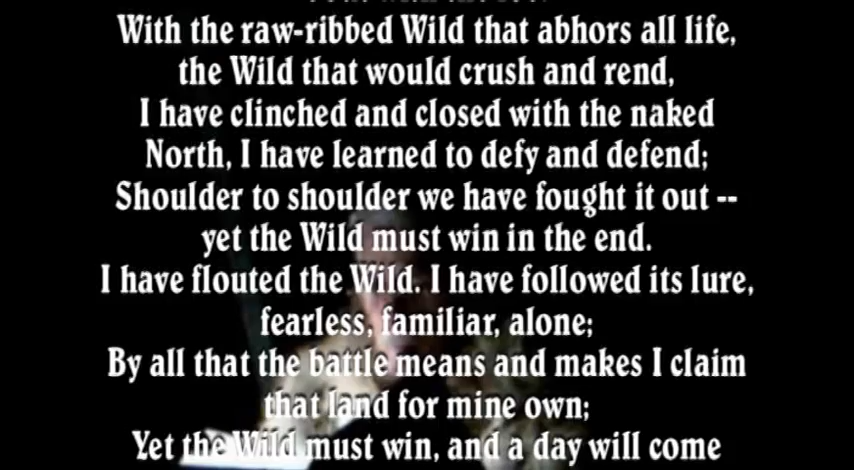 With the raw-ribbed Wild that abhors all life,
the Wild that would crush and rend,
I have clinched and closed with the naked
North, I have learned to defy and defend;
Shoulder to shoulder we have fought it out --
yet the Wild must win in the end.
I have flouted the Wild. I have followed its lure,
fearless, familiar, alone;
By all that the battle means and makes I claim
that land for mine own;
Yet the Wild must win, and a day will come